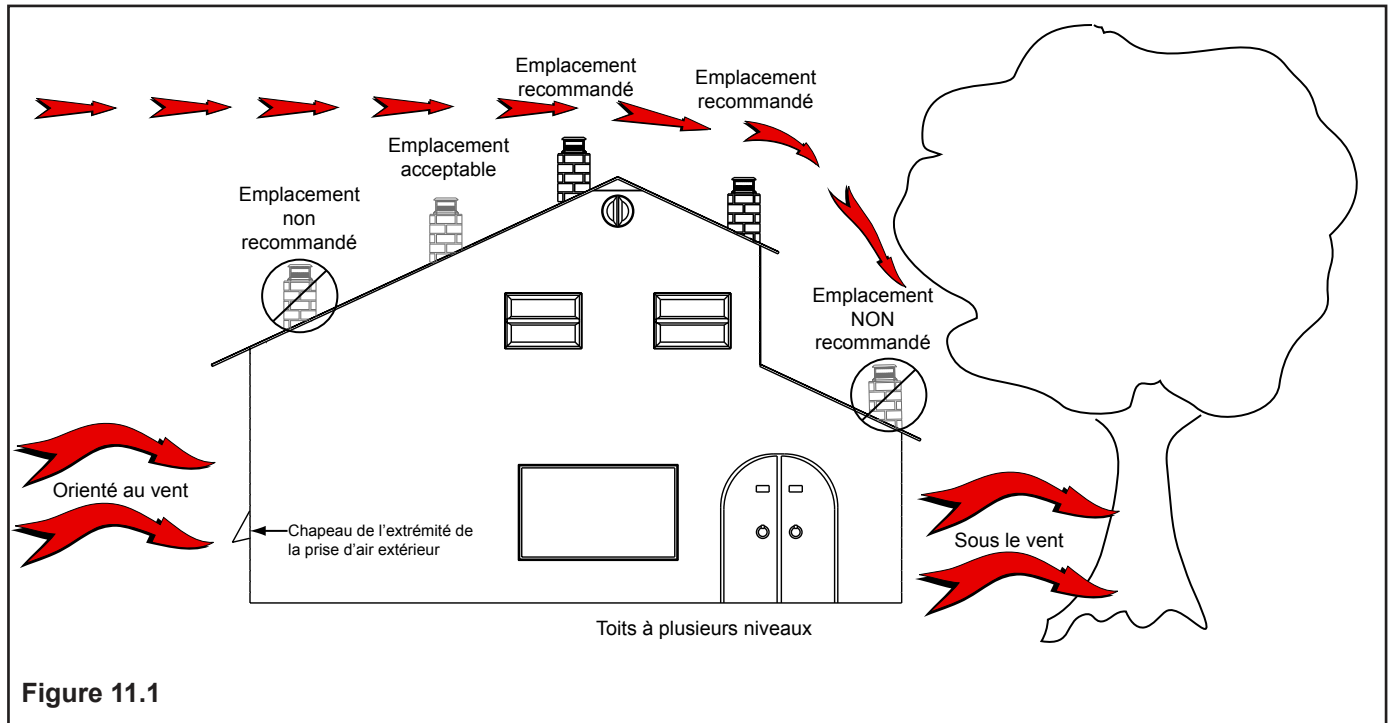 Emplacement
recommandé
Emplacement
recommandé
Emplacement
acceptable
Emplacement
non
recommandé
Emplacement
NON
recommandé
Orienté au vent
Chapeau de l’extrémité de
la prise d’air extérieur
Sous le vent
Toits à plusieurs niveaux
Figure 11.1